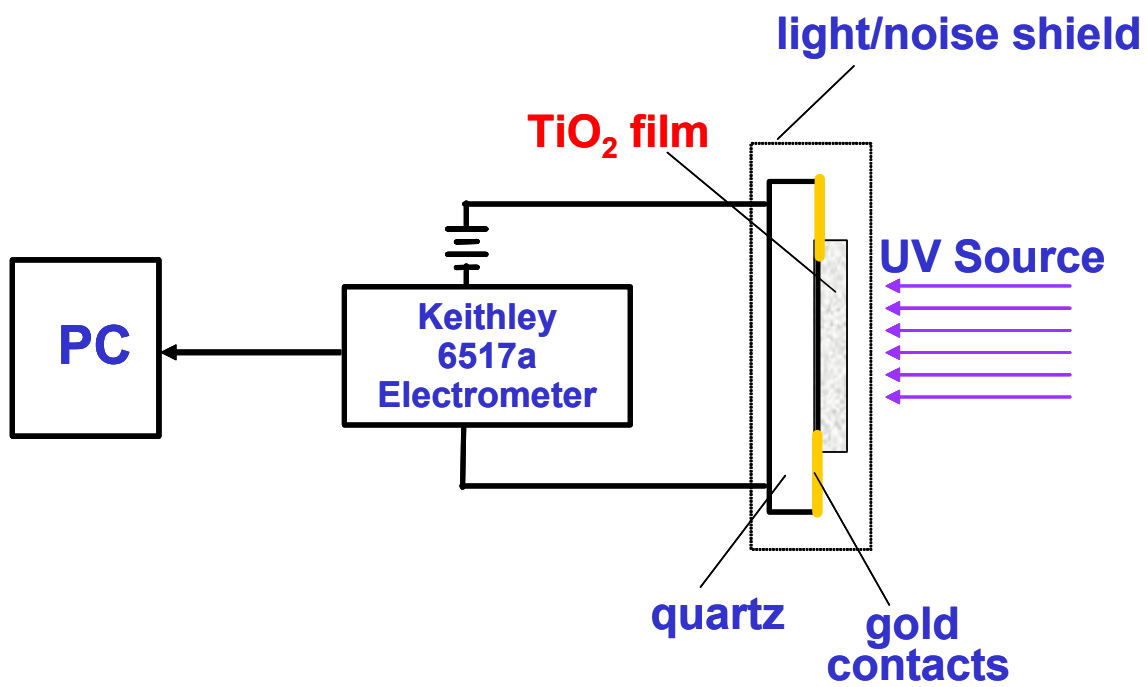 light/noise shield
TiO₂ film
UV Source
PC
Keithley
6517a
Electrometer
quartz
gold
contacts